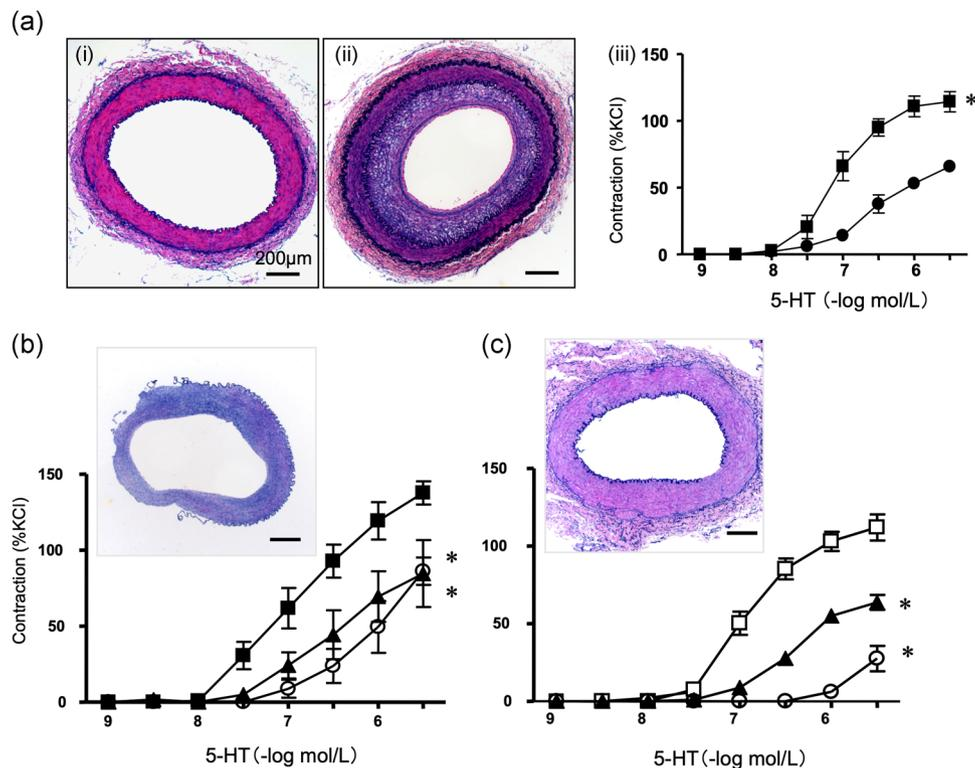 (a)
(i)
200μm
(ii)
(iii)
Contraction (%KCl)
150
100
50
0
*
9 8 7 6
5-HT (-log mol/L)
(b)
Contraction (%KCl)
150
100
50
0
*
*
9 8 7 6
5-HT (-log mol/L)
(c)
150
100
50
0
*
*
9 8 7 6
5-HT (-log mol/L)